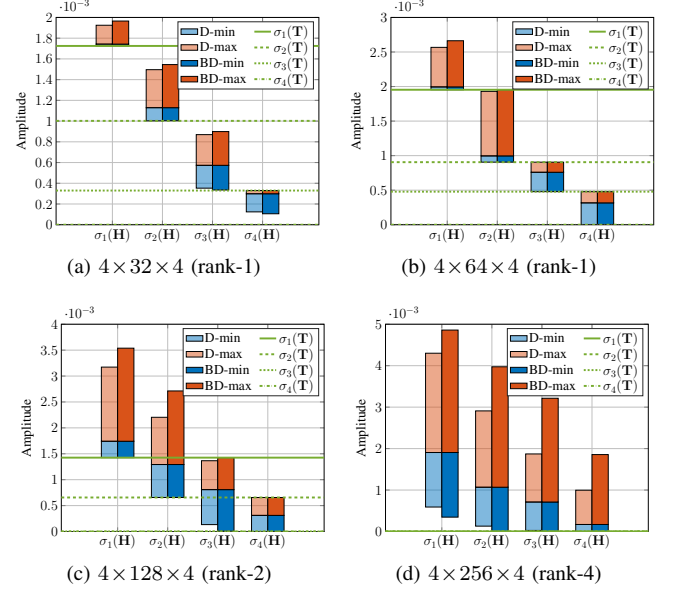 ·10⁻³
2
1.8
1.6
1.4
1.2
1
0.8
0.6
0.4
0.2
0
Amplitude
D-min
D-max
BD-min
BD-max
σ₁(T)
σ₂(T)
σ₃(T)
σ₄(T)
σ₁(H) σ₂(H) σ₃(H) σ₄(H)
(a) 4×32×4 (rank-1)
·10⁻³
3
2.5
2
1.5
1
0.5
0
Amplitude
D-min
D-max
BD-min
BD-max
σ₁(T)
σ₂(T)
σ₃(T)
σ₄(T)
σ₁(H) σ₂(H) σ₃(H) σ₄(H)
(b) 4×64×4 (rank-1)
·10⁻³
4
3.5
3
2.5
2
1.5
1
0.5
0
Amplitude
D-min
D-max
BD-min
BD-max
σ₁(T)
σ₂(T)
σ₃(T)
σ₄(T)
σ₁(H) σ₂(H) σ₃(H) σ₄(H)
(c) 4×128×4 (rank-2)
·10⁻³
5
4
3
2
1
0
Amplitude
D-min
D-max
BD-min
BD-max
σ₁(T)
σ₂(T)
σ₃(T)
σ₄(T)
σ₁(H) σ₂(H) σ₃(H) σ₄(H)
(d) 4×256×4 (rank-4)